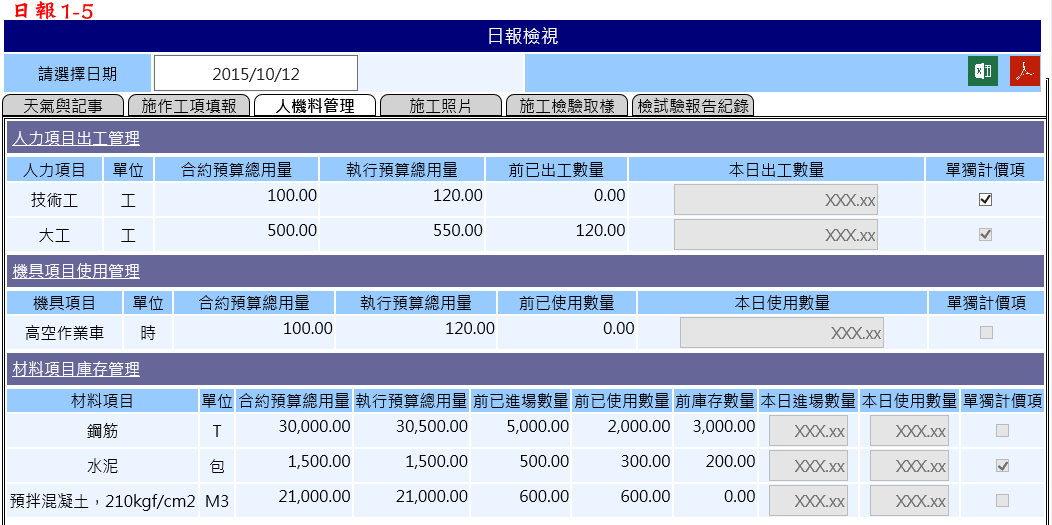 日報1-5
日報檢視
請選擇日期 2015/10/12
天氣與記事 施作工項填報 人機料管理 施工照片 施工檢驗取樣 檢試驗報告紀錄
人力項目出工管理
人力項目 單位 合約預算總用量 執行預算總用量 前已出工數量 本日出工數量 單獨計價項
技術工 工 100.00 120.00 0.00 XXX.xx
大工 工 500.00 550.00 120.00 XXX.xx
機具項目使用管理
機具項目 單位 合約預算總用量 執行預算總用量 前已使用數量 本日使用數量 單獨計價項
高空作業車 時 100.00 120.00 0.00 XXX.xx
材料項目庫存管理
材料項目 單位 合約預算總用量 執行預算總用量 前已進場數量 前已使用數量 前庫存數量 本日進場數量 本日使用數量 單獨計價項
鋼筋 T 30,000.00 30,500.00 5,000.00 2,000.00 3,000.00 XXX.xx XXX.xx
水泥 包 1,500.00 1,500.00 500.00 300.00 200.00 XXX.xx XXX.xx
預拌混凝土，210kgf/cm2 M3 21,000.00 21,000.00 600.00 600.00 0.00 XXX.xx XXX.xx